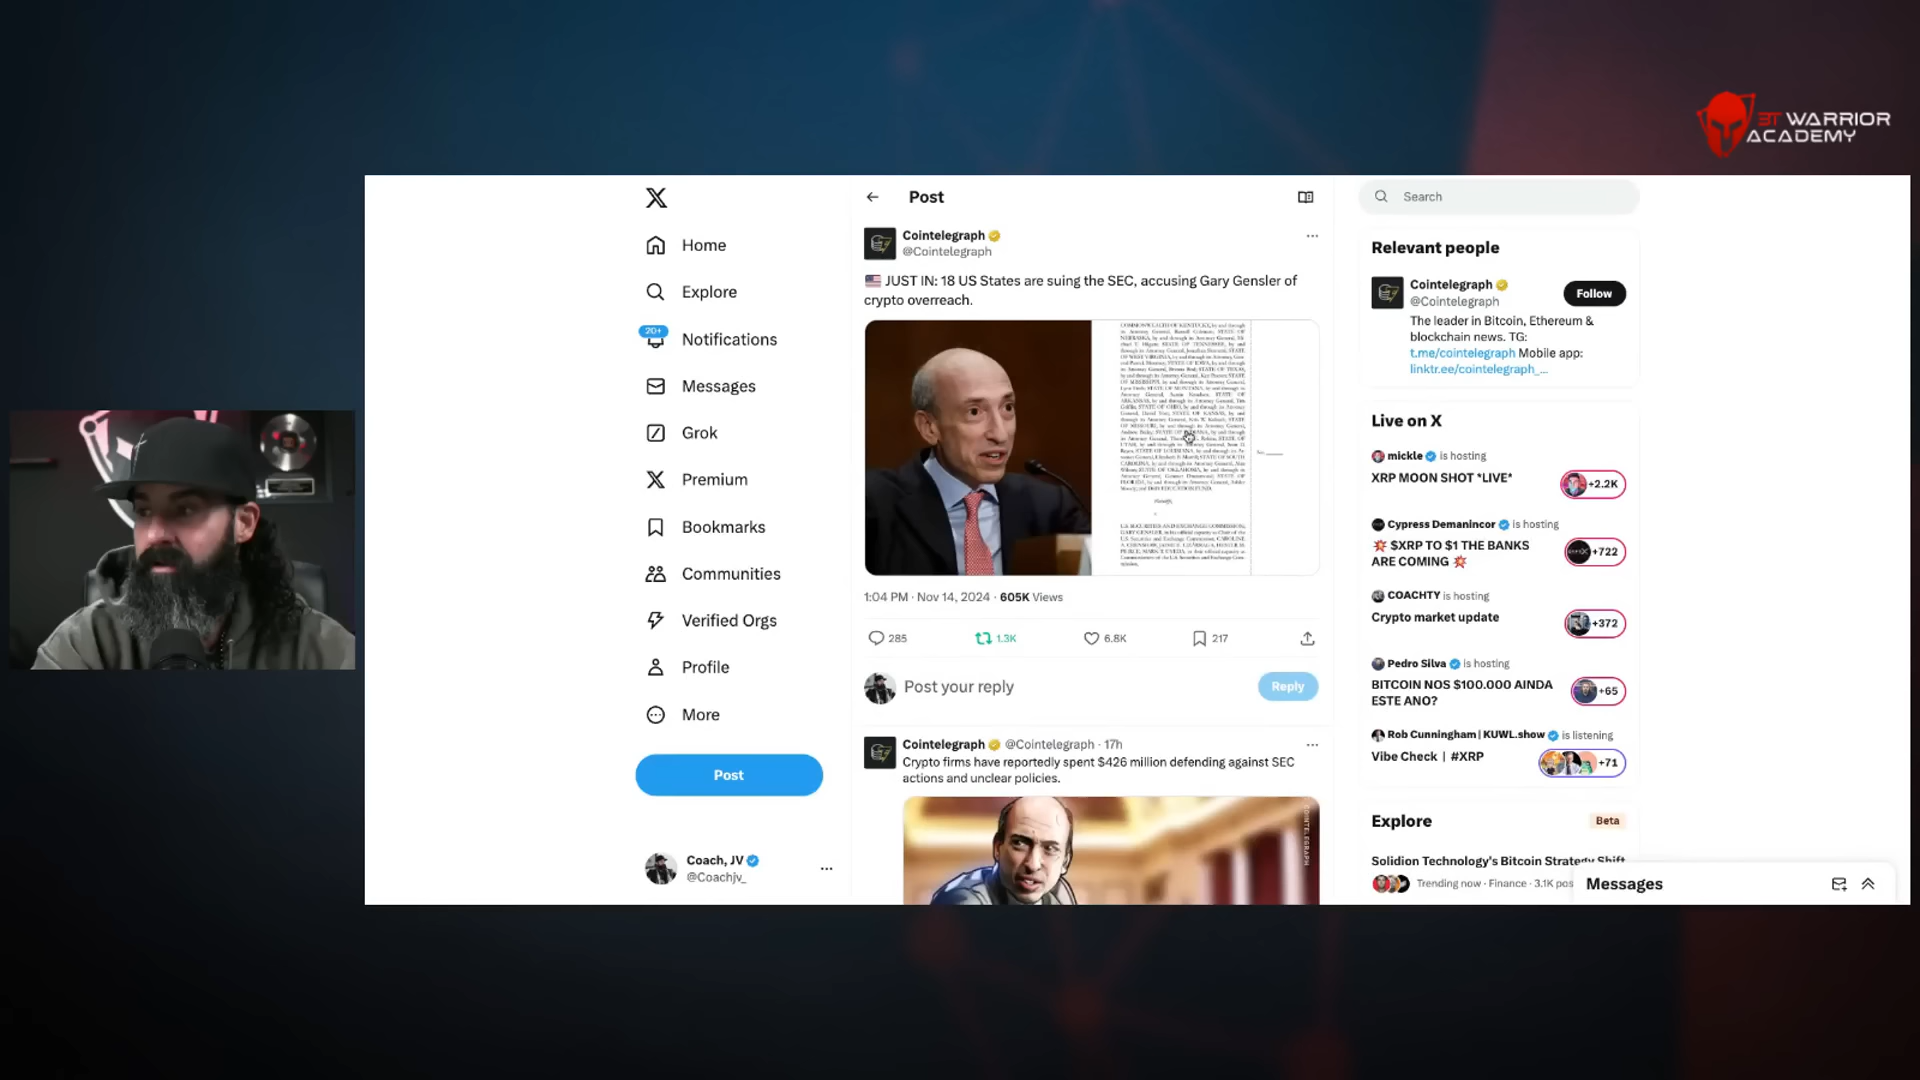 3T WARRIOR
ACADEMY
Home
Explore
20+
Notifications
Messages
Grok
Premium
Bookmarks
Communities
Verified Orgs
Profile
More
Post
Coach, JV
@Coachjv_
Post
Cointelegraph
@Cointelegraph
JUST IN: 18 US States are suing the SEC, accusing Gary Gensler of
crypto overreach.
1:04 PM · Nov 14, 2024 · 605K Views
285
1.3K
6.8K
217
Post your reply
Reply
Cointelegraph @Cointelegraph · 17h
Crypto firms have reportedly spent $426 million defending against SEC
actions and unclear policies.
COINTELEGRAPH
Search
Relevant people
Cointelegraph
@Cointelegraph
Follow
The leader in Bitcoin, Ethereum &
blockchain news. TG:
t.me/cointelegraph Mobile app:
linktr.ee/cointelegraph_...
Live on X
mickle is hosting
XRP MOON SHOT *LIVE*
+2.2K
Cypress Demanincor is hosting
$XRP TO $1 THE BANKS
ARE COMING
+722
COACHTY is hosting
Crypto market update
+372
Pedro Silva is hosting
BITCOIN NOS $100.000 AINDA
ESTE ANO?
+65
Rob Cunningham | KUWL.show is listening
Vibe Check | #XRP
+71
Explore
Beta
Solidion Technology's Bitcoin Strategy Shift
Trending now · Finance · 3.1K pos
Messages